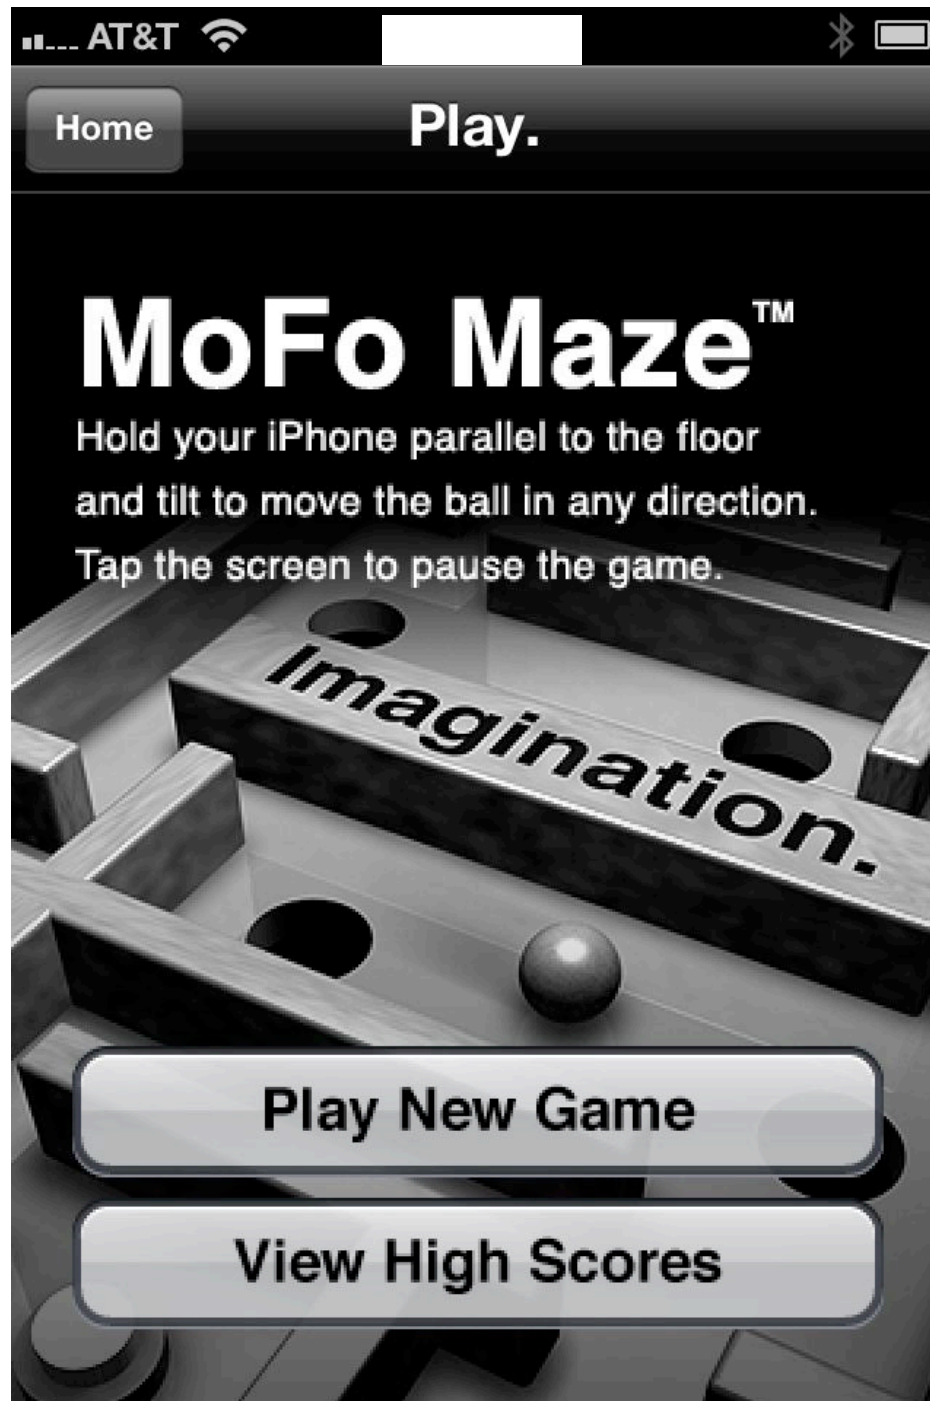 AT&T
Home
Play.
MoFo Maze™
Hold your iPhone parallel to the floor
and tilt to move the ball in any direction.
Tap the screen to pause the game.
Imagination.
Play New Game
View High Scores